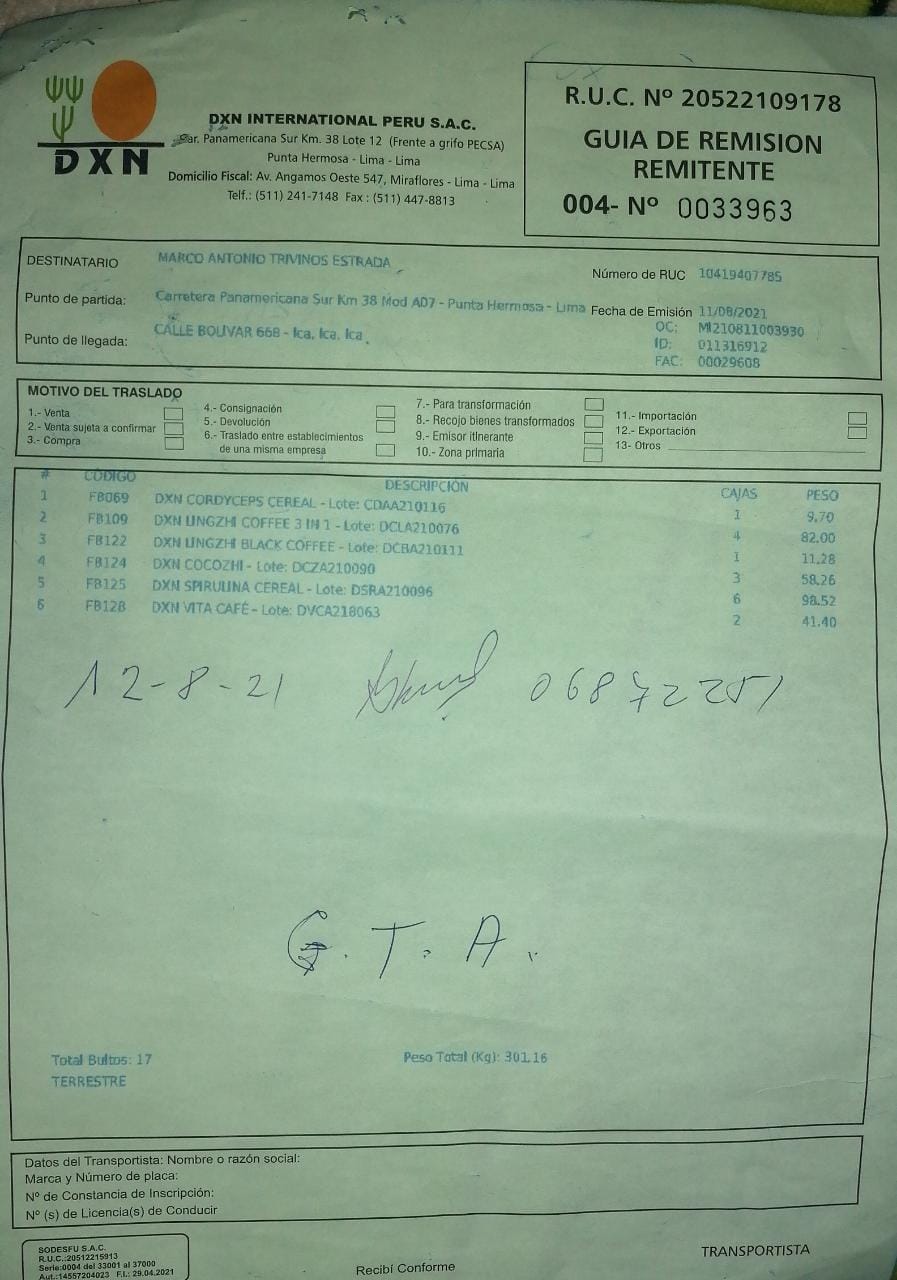 DXN
DXN INTERNATIONAL PERU S.A.C.
Car. Panamericana Sur Km. 38 Lote 12 (Frente a grifo PECSA)
Punta Hermosa - Lima - Lima
Domicilio Fiscal: Av. Angamos Oeste 547, Miraflores - Lima - Lima
Telf.: (511) 241-7148 Fax : (511) 447-8813
R.U.C. Nº 20522109178
GUIA DE REMISION
REMITENTE
004- Nº 0033963
DESTINATARIO MARCO ANTONIO TRIVINOS ESTRADA
Número de RUC 10419407785
Punto de partida: Carretera Panamericana Sur Km 38 Mod A07 - Punta Hermosa - Lima
Fecha de Emisión 11/08/2021
Punto de llegada: CALLE BOLIVAR 668 - Ica, Ica, Ica
OC: MI210811003930
ID: 011316912
FAC: 00029608
MOTIVO DEL TRASLADO
1.- Venta
2.- Venta sujeta a confirmar
3.- Compra
4.- Consignación
5.- Devolución
6.- Traslado entre establecimientos
de una misma empresa
7.- Para transformación
8.- Recojo bienes transformados
9.- Emisor itinerante
10.- Zona primaria
11.- Importación
12.- Exportación
13- Otros
# CODIGO DESCRIPCIÓN CAJAS PESO
1 FB069 DXN CORDYCEPS CEREAL - Lote: CDAA210116 1 9.70
2 FB109 DXN LINGZHI COFFEE 3 IN 1 - Lote: DCLA210076 4 82.00
3 FB122 DXN LINGZHI BLACK COFFEE - Lote: DCBA210111 1 11.28
4 FB124 DXN COCOZHI - Lote: DCZA210090 3 58.26
5 FB125 DXN SPIRULINA CEREAL - Lote: DSRA210096 6 98.52
6 FB128 DXN VITA CAFÉ - Lote: DVCA218063 2 41.40
12-8-21 06872251
G. T. A.
Total Bultos: 17 Peso Total (Kg): 301.16
TERRESTRE
Datos del Transportista: Nombre o razón social:
Marca y Número de placa:
Nº de Constancia de Inscripción:
Nº (s) de Licencia(s) de Conducir
SODESFU S.A.C.
R.U.C.:20512215913
Serie:0004 del 33001 al 37000
Aut.:14557204023 F.I.: 29.04.2021
Recibí Conforme
TRANSPORTISTA